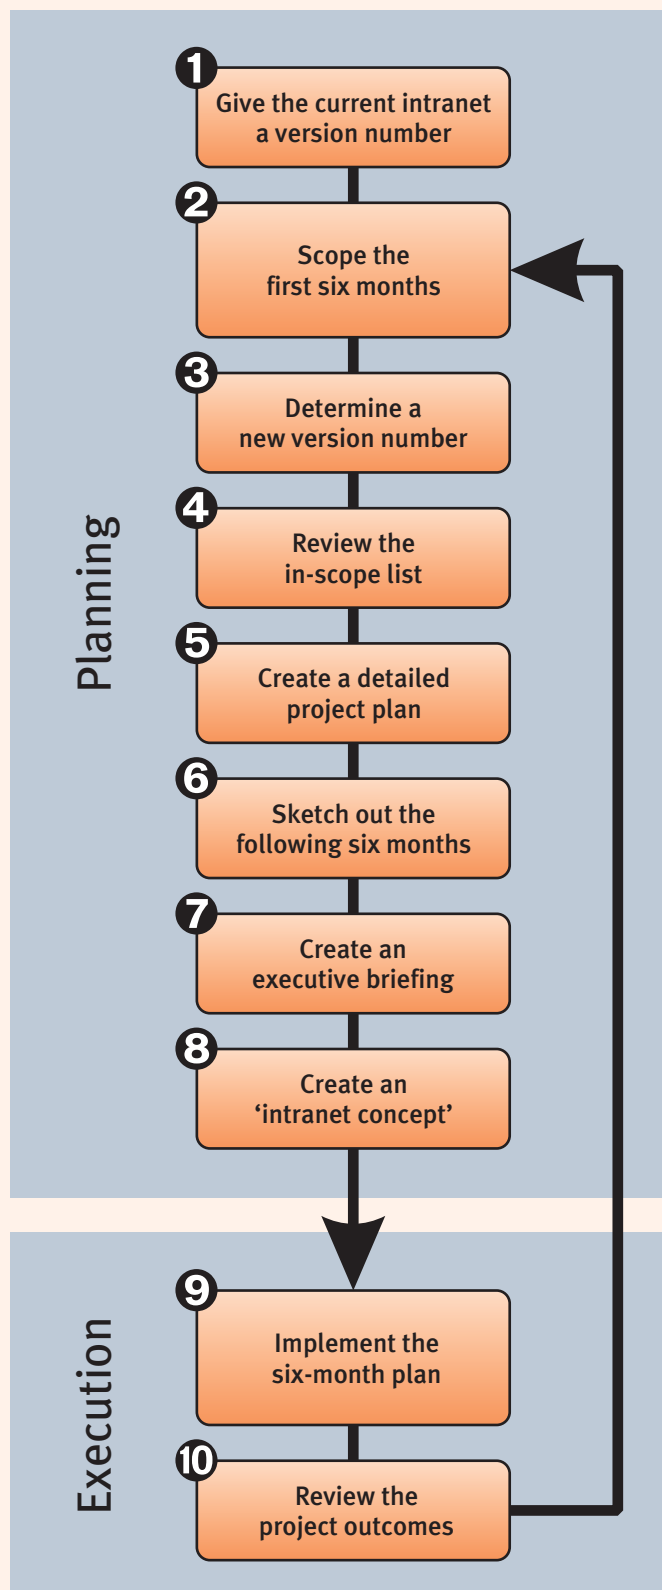 Planning
1
Give the current intranet
a version number
2
Scope the
first six months
3
Determine a
new version number
4
Review the
in-scope list
5
Create a detailed
project plan
6
Sketch out the
following six months
7
Create an
executive briefing
8
Create an
‘intranet concept’
Execution
9
Implement the
six-month plan
10
Review the
project outcomes